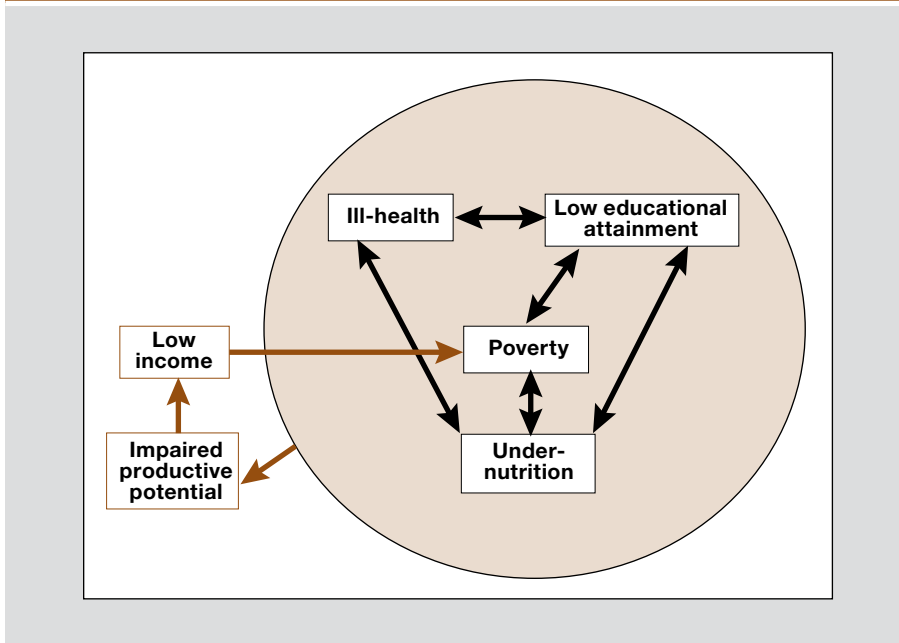 Ill-health
Low educational
attainment
Low
income
Poverty
Impaired
productive
potential
Under-
nutrition